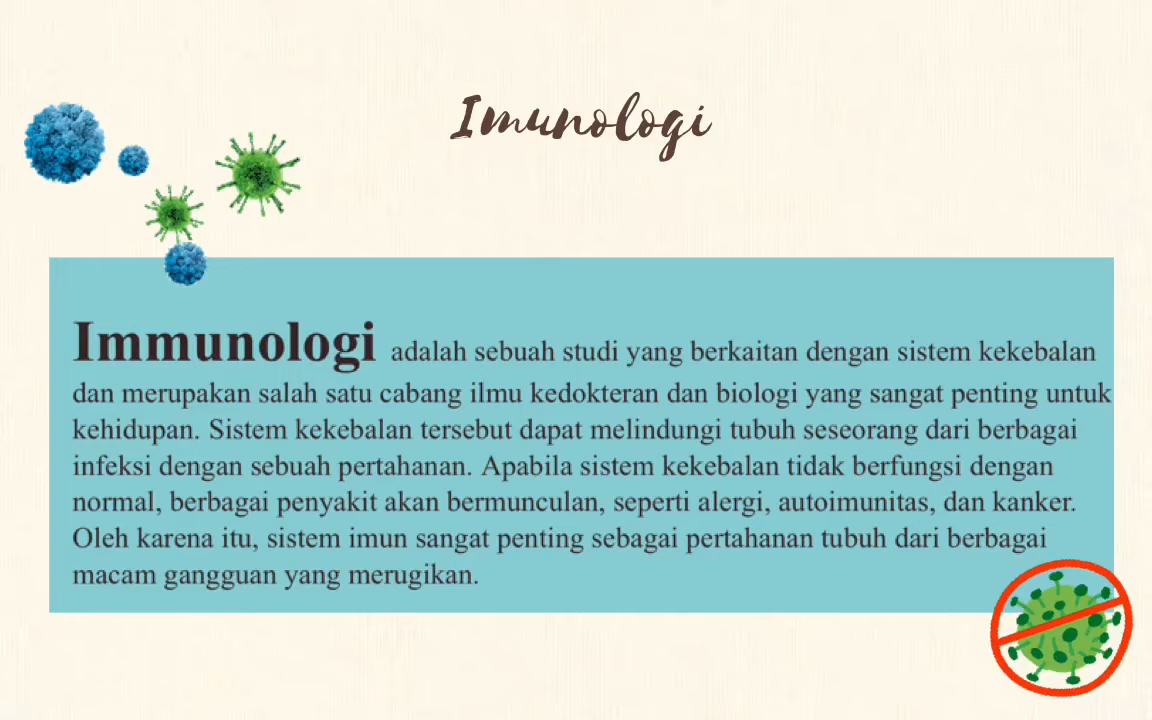 Imunologi
Immunologi adalah sebuah studi yang berkaitan dengan sistem kekebalan
dan merupakan salah satu cabang ilmu kedokteran dan biologi yang sangat penting untuk
kehidupan. Sistem kekebalan tersebut dapat melindungi tubuh seseorang dari berbagai
infeksi dengan sebuah pertahanan. Apabila sistem kekebalan tidak berfungsi dengan
normal, berbagai penyakit akan bermunculan, seperti alergi, autoimunitas, dan kanker.
Oleh karena itu, sistem imun sangat penting sebagai pertahanan tubuh dari berbagai
macam gangguan yang merugikan.